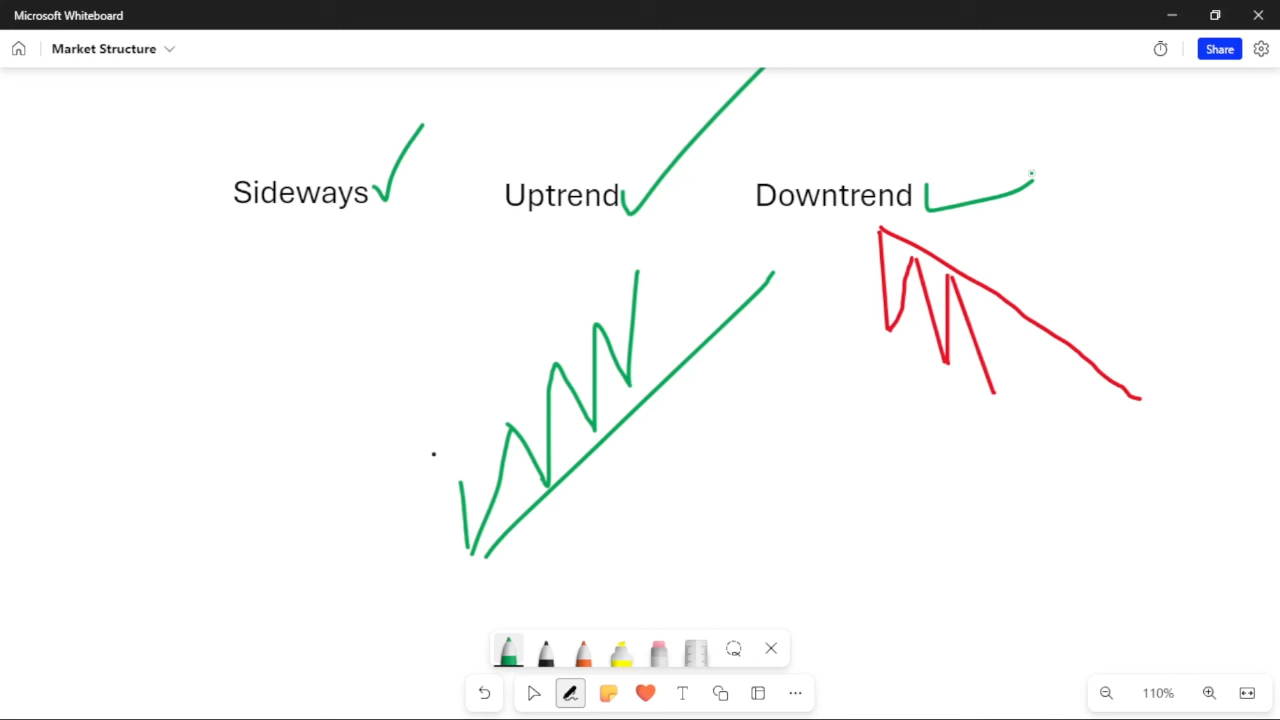 Microsoft Whiteboard
Market Structure
Share
Sideways
Uptrend
Downtrend
110%